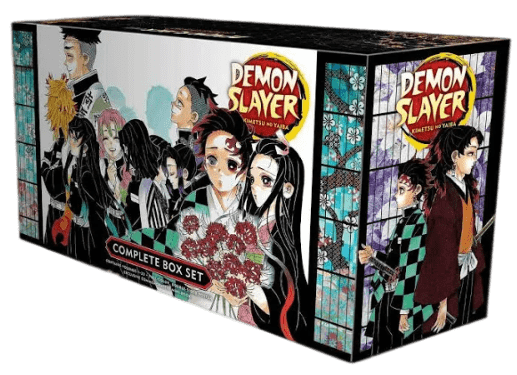 DEMON
SLAYER
KIMETSU NO YAIBA
COMPLETE BOX SET
DEMON
SLAYER
KIMETSU NO YAIBA